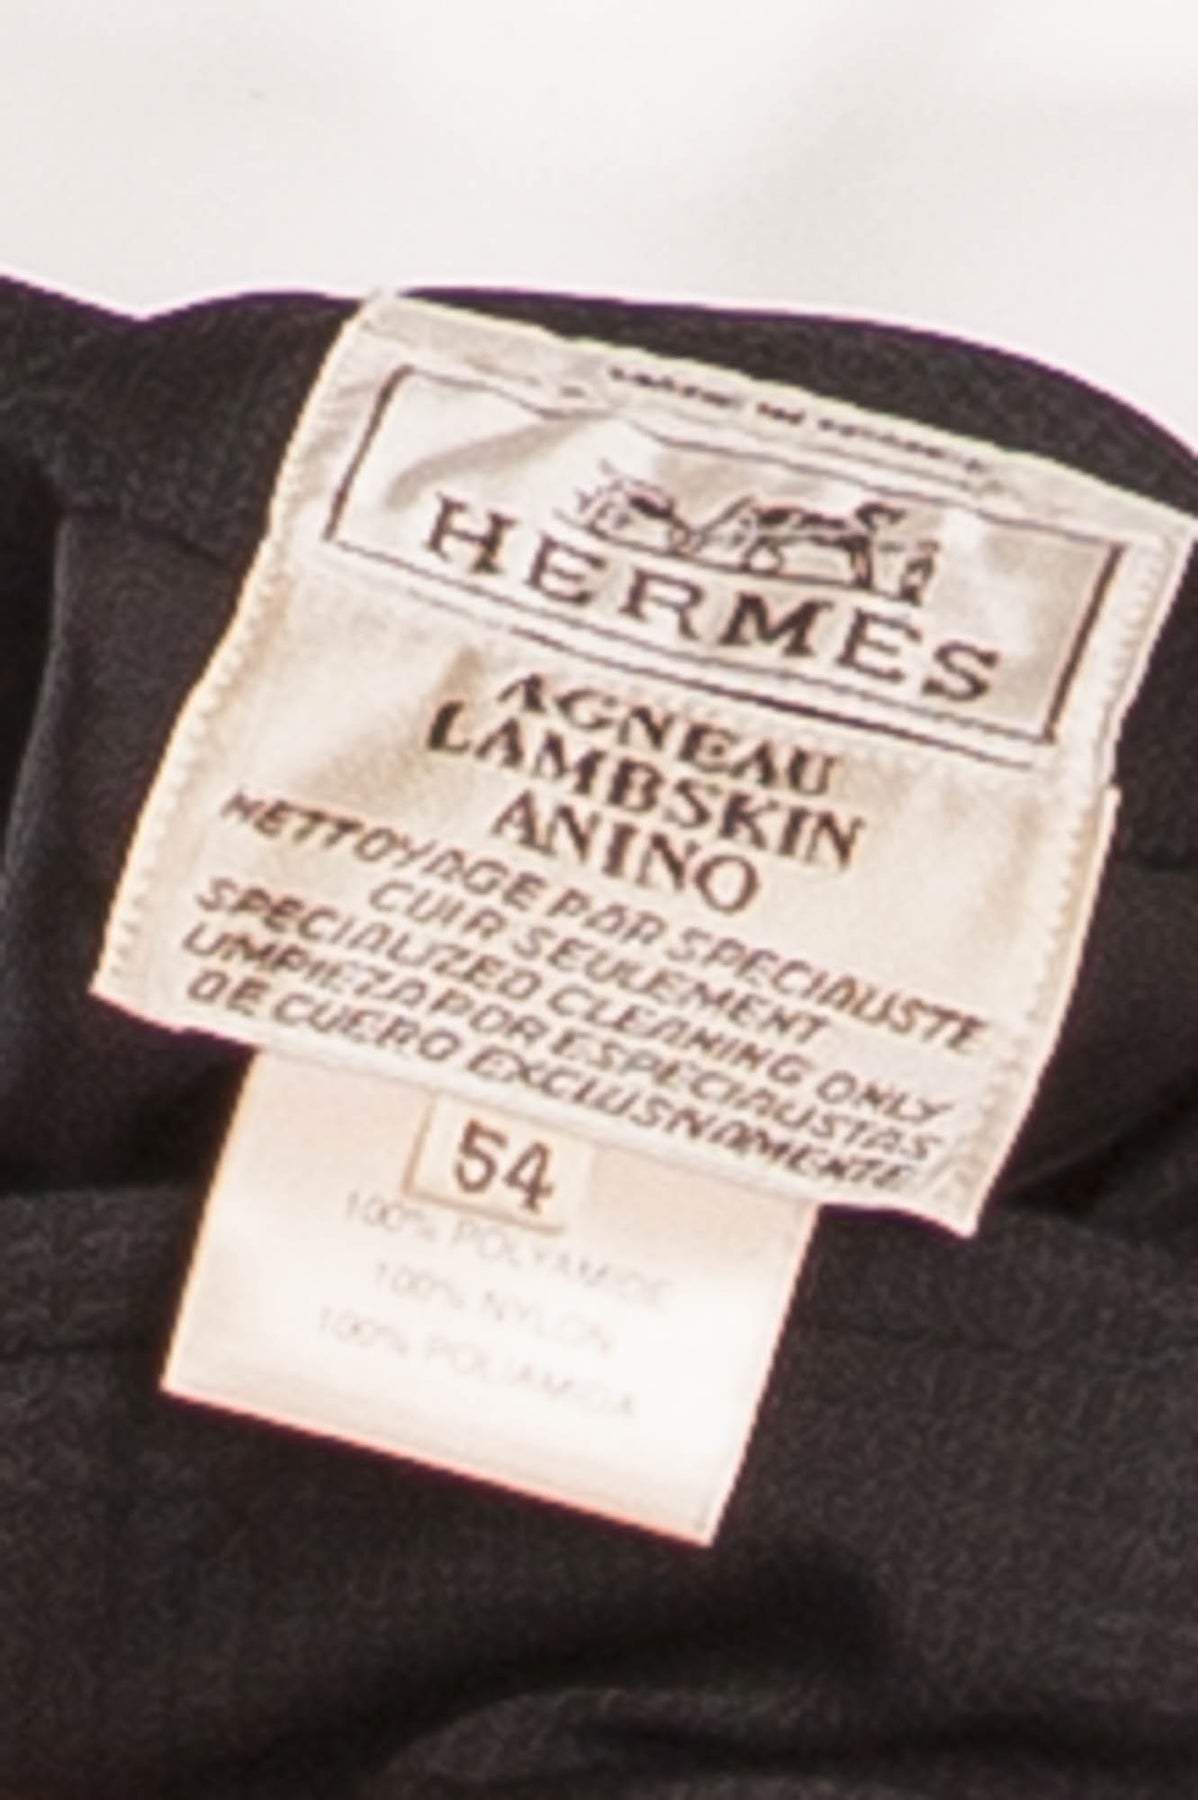 HERMES
AGNEAU
LAMBSKIN
ANINO
NETTOYAGE PAR SPECIALISTE
CUIR SEULEMENT
SPECIALIZED CLEANING ONLY
LIMPIEZA POR ESPECIALISTAS
DE CUERO EXCLUSNAMENTE
54
100% POLYAMIDE
100% NYLON
100% POLIAMIDA